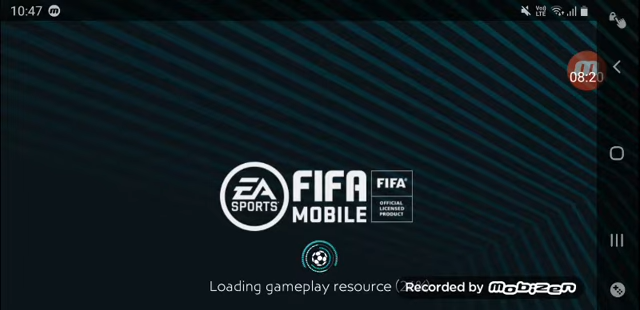 10:47
Vo)) LTE
08:20
EA SPORTS
FIFA MOBILE
FIFA
OFFICIAL LICENSED PRODUCT
Loading gameplay resource
Recorded by MOBIZEN